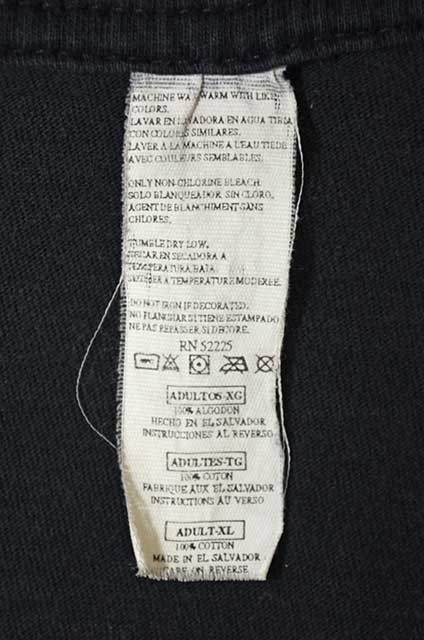 MACHINE WARM WITH LIKE
COLORS.
LAVAR EN LAVADORA EN AGUA TIBIA
CON COLORES SIMILARES.
LAVER A LA MACHINE A L'EAU TIEDE
AVEC COULEURS SEMBLABLES.
ONLY NON-CHLORINE BLEACH.
SOLO BLANQUEADOR SIN CLORO.
AGENT DE BLANCHIMENT SANS
CHLORES.
TUMBLE DRY LOW.
SECAR EN SECADORA A
TEMPERATURA BAJA.
A TEMPERATURE MODEREE.
DO NOT IRON IF DECORATED.
NO PLANCHAR SI TIENE ESTAMPADO
NE PAS REPASSER SI DECORE.
RN 52225
ADULTOS-XG
100% ALGODON
HECHO EN EL SALVADOR
INSTRUCCIONES AL REVERSO
ADULTES-TG
100% COTON
FABRIQUE AUX EL SALVADOR
INSTRUCTIONS AU VERSO
ADULT-XL
100% COTTON
MADE IN EL SALVADOR
CARE ON REVERSE